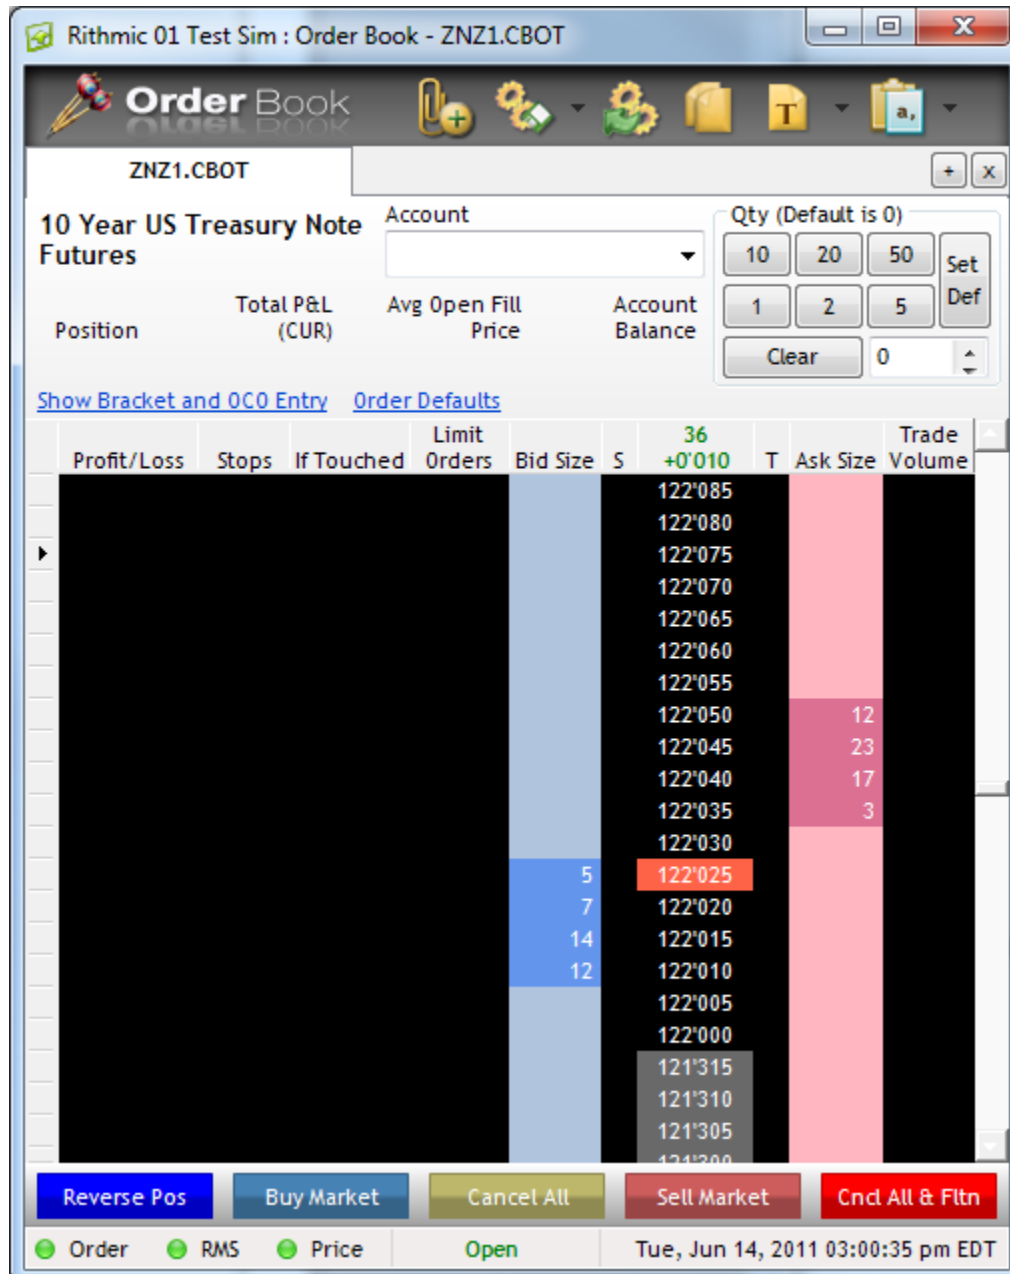 Rithmic 01 Test Sim : Order Book - ZNZ1.CBOT
Order Book
ZNZ1.CBOT
+ x
10 Year US Treasury Note
Futures
Account
Qty (Default is 0)
10 20 50 Set
Def
1 2 5
Clear 0
Position
Total P&L
(CUR)
Avg Open Fill
Price
Account
Balance
Show Bracket and OCO Entry Order Defaults
Profit/Loss Stops If Touched Limit
Orders Bid Size S 36
+0'010 T Ask Size Trade
Volume
122'085
122'080
122'075
122'070
122'065
122'060
122'055
122'050 12
122'045 23
122'040 17
122'035 3
122'030
5 122'025
7 122'020
14 122'015
12 122'010
122'005
122'000
121'315
121'310
121'305
121'300
Reverse Pos Buy Market Cancel All Sell Market Cncl All & Fltn
Order RMS Price Open Tue, Jun 14, 2011 03:00:35 pm EDT